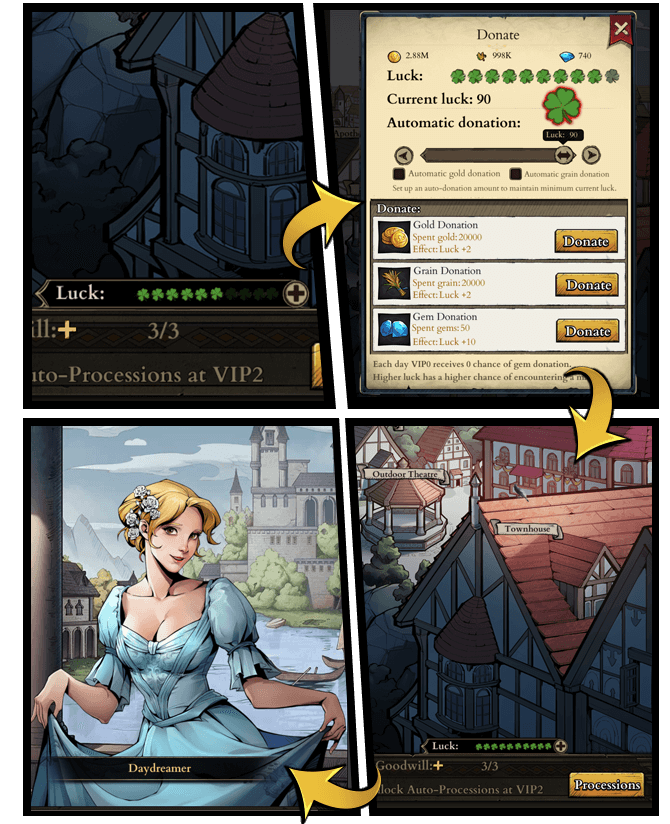 Luck:
ill:+ 3/3
uto-Processions at VIP2
Donate
2.88M 998K 740
Luck:
Current luck: 90
Automatic donation:
Luck: 90
Automatic gold donation Automatic grain donation
Set up an auto-donation amount to maintain minimum current luck.
Donate:
Gold Donation
Spent gold: 20000
Effect: Luck +2
Donate
Grain Donation
Spent grain: 20000
Effect: Luck +2
Donate
Gem Donation
Spent gems: 50
Effect: Luck +10
Donate
Each day VIP0 receives 0 chance of gem donation.
Higher luck has a higher chance of encountering a
Apoth
Outdoor Theatre
Townhouse
Luck:
Goodwill:+ 3/3
lock Auto-Processions at VIP2
Processions
Daydreamer